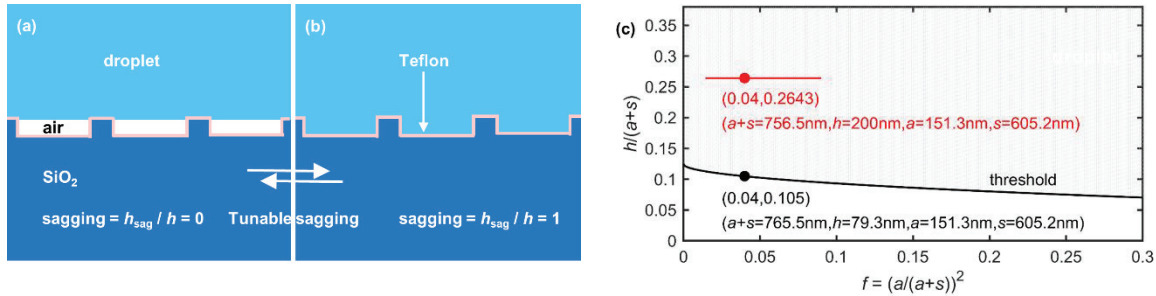 (a)
droplet
air
SiO₂
sagging = hsag / h = 0
(b)
Teflon
Tunable sagging
sagging = hsag / h = 1
(c)
h/(a+s)
0.35
0.3
0.25
0.2
0.15
0.1
0.05
0
droplet
(0.04,0.2643)
(a+s=756.5nm,h=200nm,a=151.3nm,s=605.2nm)
threshold
(0.04,0.105)
(a+s=765.5nm,h=79.3nm,a=151.3nm,s=605.2nm)
0 0.05 0.1 0.15 0.2 0.25 0.3
f = (a/(a+s))²